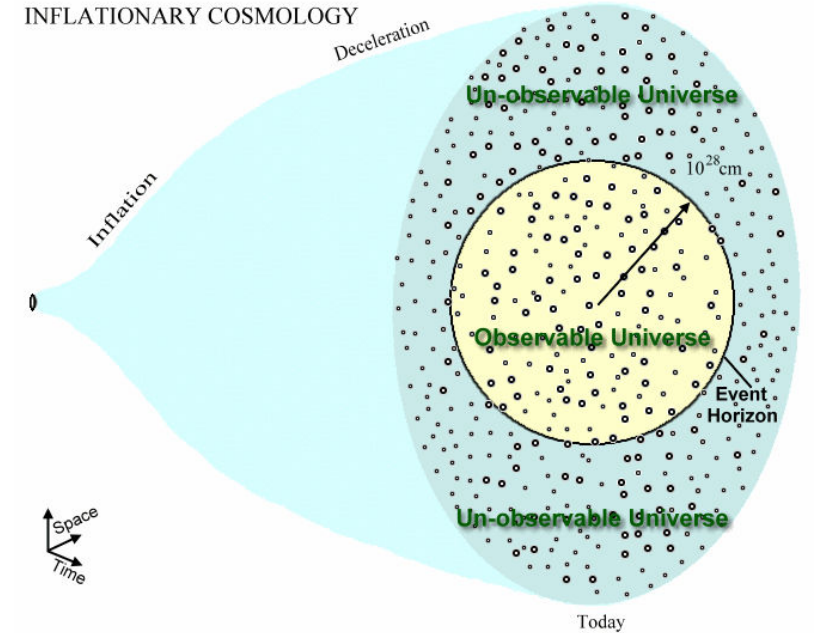 INFLATIONARY COSMOLOGY
Deceleration
Un-observable Universe
10²⁸cm
Inflation
Observable Universe
Event
Horizon
Space
Time
Un-observable Universe
Today